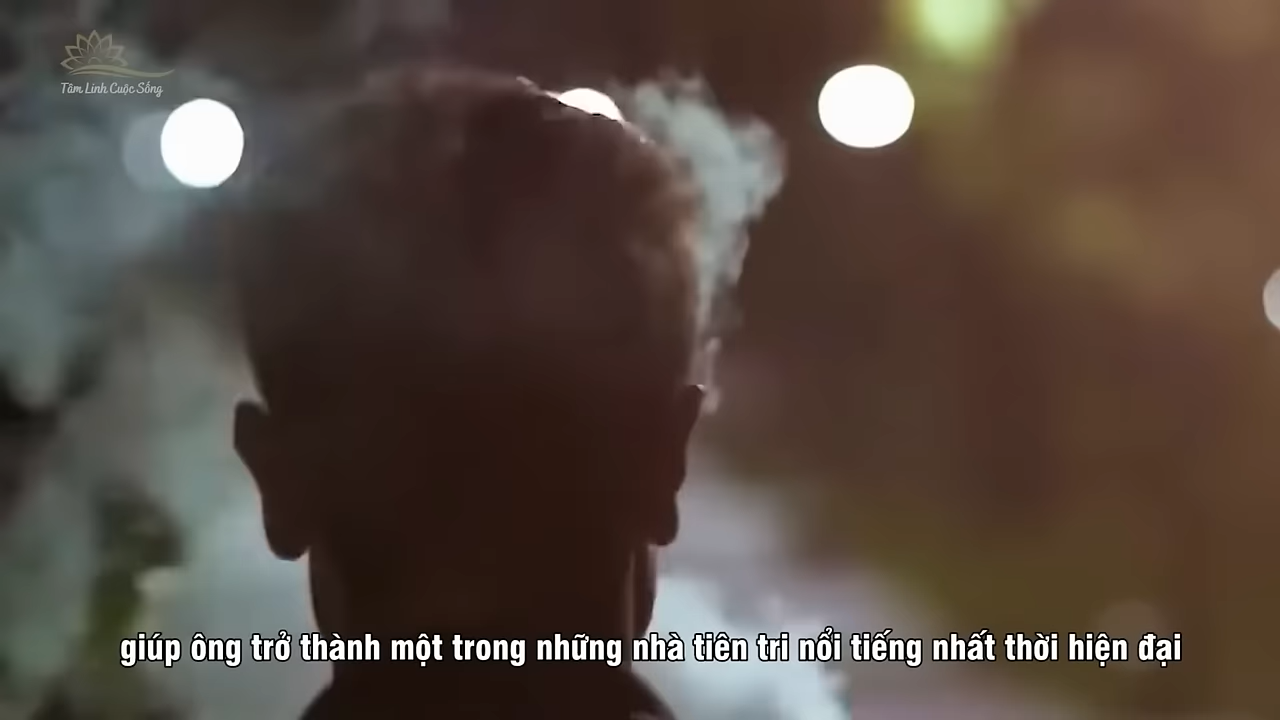 Tâm Linh Cuộc Sống
giúp ông trở thành một trong những nhà tiên tri nổi tiếng nhất thời hiện đại